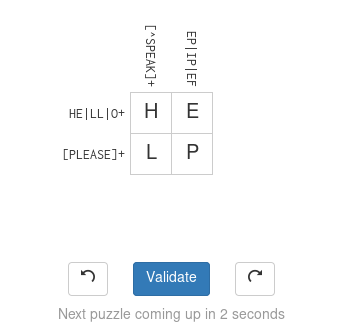 [^SPEAK]+
EP|IP|EF
HE|LL|O+ H E
[PLEASE]+ L P
Validate
Next puzzle coming up in 2 seconds